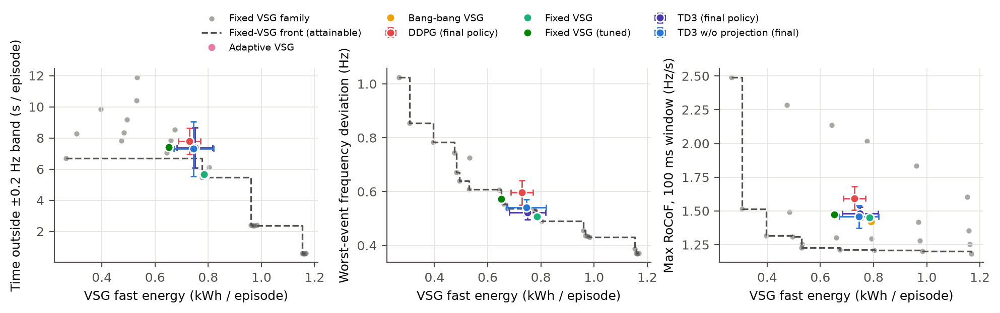 Fixed VSG family
Fixed-VSG front (attainable)
Adaptive VSG
Bang-bang VSG
DDPG (final policy)
Fixed VSG
Fixed VSG (tuned)
TD3 (final policy)
TD3 w/o projection (final)
Time outside ±0.2 Hz band (s / episode)
12
10
8
6
4
2
0.4 0.6 0.8 1.0 1.2
VSG fast energy (kWh / episode)
Worst-event frequency deviation (Hz)
1.0
0.8
0.6
0.4
0.4 0.6 0.8 1.0 1.2
VSG fast energy (kWh / episode)
Max RoCoF, 100 ms window (Hz/s)
2.50
2.25
2.00
1.75
1.50
1.25
0.4 0.6 0.8 1.0 1.2
VSG fast energy (kWh / episode)